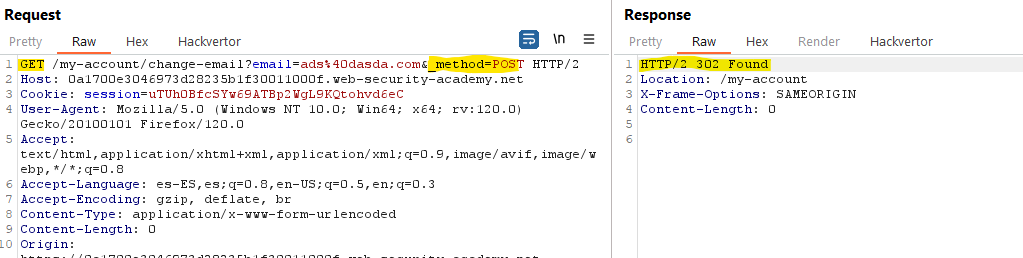 Request
Pretty Raw Hex Hackvertor
\n
1 GET /my-account/change-email?email=ads%40dasda.com&_method=POST HTTP/2
2 Host: 0a1700e3046973d28235b1f30011000f.web-security-academy.net
3 Cookie: session=uTUh0BfcSYw69ATBp2WgL9KQtohvd6eC
4 User-Agent: Mozilla/5.0 (Windows NT 10.0; Win64; x64; rv:120.0)
Gecko/20100101 Firefox/120.0
5 Accept:
text/html,application/xhtml+xml,application/xml;q=0.9,image/avif,image/w
ebp,*/*;q=0.8
6 Accept-Language: es-ES,es;q=0.8,en-US;q=0.5,en;q=0.3
7 Accept-Encoding: gzip, deflate, br
8 Content-Type: application/x-www-form-urlencoded
9 Content-Length: 0
10 Origin:
Response
Pretty Raw Hex Render Hackvertor
1 HTTP/2 302 Found
2 Location: /my-account
3 X-Frame-Options: SAMEORIGIN
4 Content-Length: 0
5
6